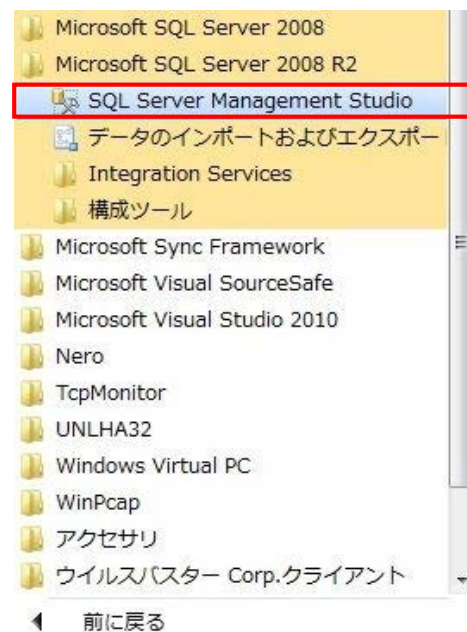 Microsoft SQL Server 2008
Microsoft SQL Server 2008 R2
SQL Server Management Studio
データのインポートおよびエクスポー
Integration Services
構成ツール
Microsoft Sync Framework
Microsoft Visual SourceSafe
Microsoft Visual Studio 2010
Nero
TcpMonitor
UNLHA32
Windows Virtual PC
WinPcap
アクセサリ
ウイルスバスター Corp.クライアント
前に戻る